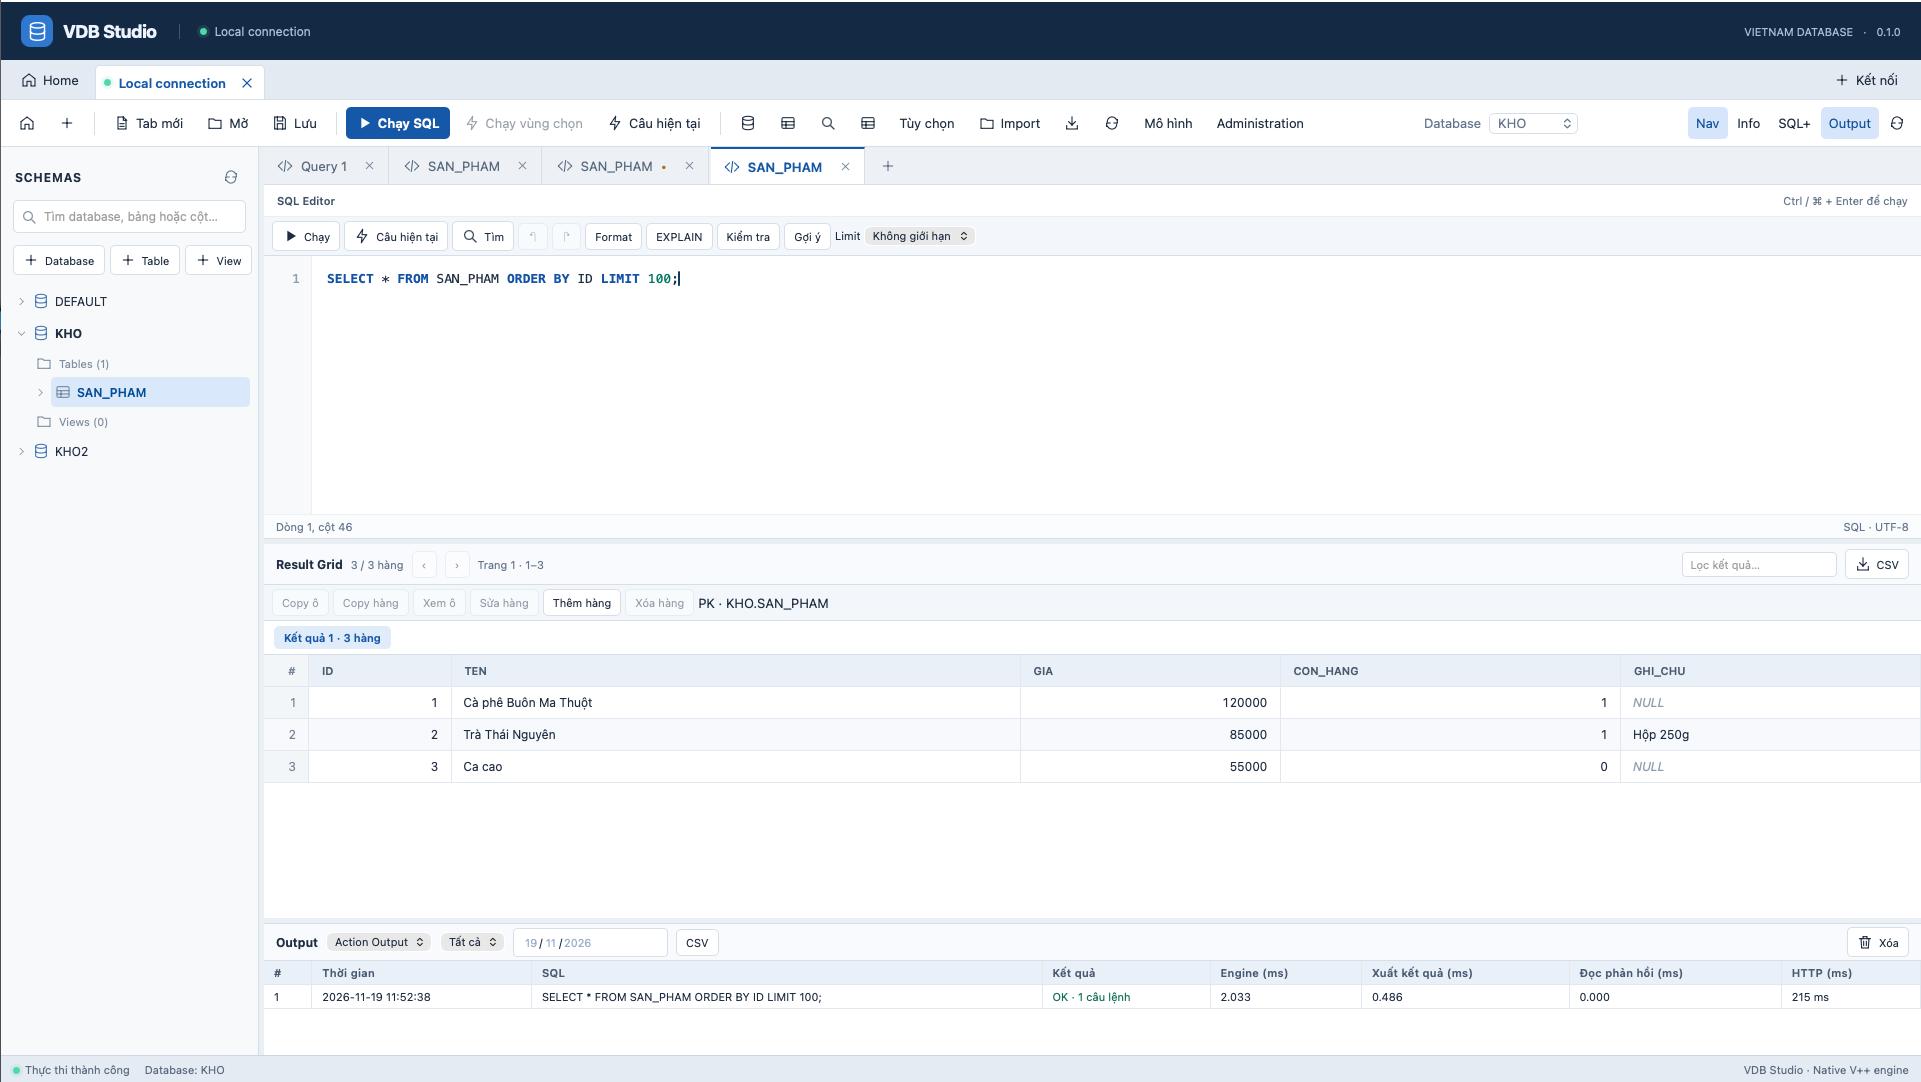 VDB Studio Local connection VIETNAM DATABASE · 0.1.0
Home Local connection Kết nối
Tab mới Mở Lưu Chạy SQL Chạy vùng chọn Câu hiện tại Tùy chọn Import Mô hình Administration Database KHO Nav Info SQL+ Output
SCHEMAS
Tìm database, bảng hoặc cột...
Database Table View
DEFAULT
KHO
Tables (1)
SAN_PHAM
Views (0)
KHO2
Query 1 SAN_PHAM SAN_PHAM SAN_PHAM
SQL Editor Ctrl / ⌘ + Enter để chạy
Chạy Câu hiện tại Tìm Format EXPLAIN Kiểm tra Gợi ý Limit Không giới hạn
1 SELECT * FROM SAN_PHAM ORDER BY ID LIMIT 100;
Dòng 1, cột 46 SQL · UTF-8
Result Grid 3 / 3 hàng ‹ › Trang 1 · 1–3 Lọc kết quả... CSV
Copy ô Copy hàng Xem ô Sửa hàng Thêm hàng Xóa hàng PK · KHO.SAN_PHAM
Kết quả 1 · 3 hàng
# ID TEN GIA CON_HANG GHI_CHU
1 1 Cà phê Buôn Ma Thuột 120000 1 NULL
2 2 Trà Thái Nguyên 85000 1 Hộp 250g
3 3 Ca cao 55000 0 NULL
Output Action Output Tất cả 19/11/2026 CSV Xóa
# Thời gian SQL Kết quả Engine (ms) Xuất kết quả (ms) Đọc phản hồi (ms) HTTP (ms)
1 2026-11-19 11:52:38 SELECT * FROM SAN_PHAM ORDER BY ID LIMIT 100; OK · 1 câu lệnh 2.033 0.486 0.000 215 ms
Thực thi thành công Database: KHO VDB Studio · Native V++ engine